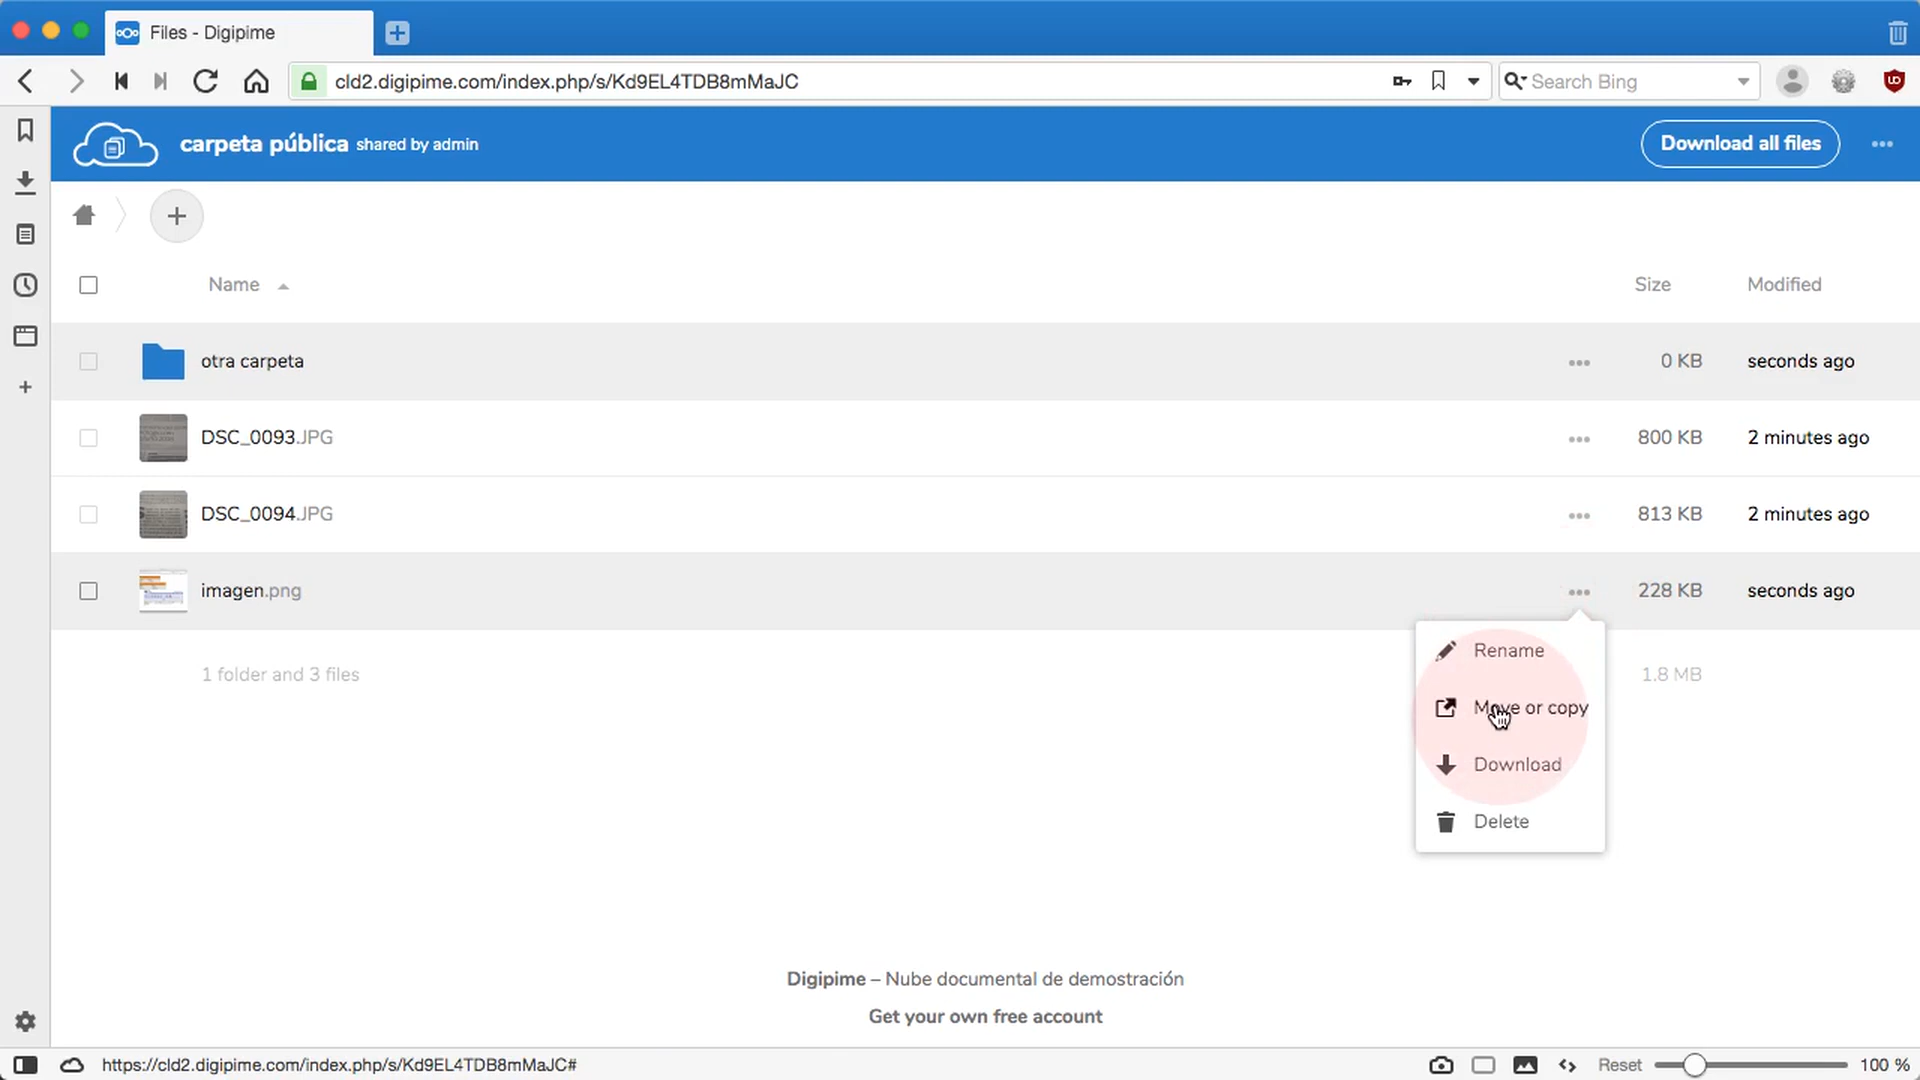 Files - Digipime
cld2.digipime.com/index.php/s/Kd9EL4TDB8mMaJC
Search Bing
carpeta pública shared by admin
Download all files
Name
Size
Modified
otra carpeta
0 KB
seconds ago
DSC_0093.JPG
800 KB
2 minutes ago
DSC_0094.JPG
813 KB
2 minutes ago
imagen.png
228 KB
seconds ago
Rename
1 folder and 3 files
1.8 MB
Move or copy
Download
Delete
Digipime – Nube documental de demostración
Get your own free account
https://cld2.digipime.com/index.php/s/Kd9EL4TDB8mMaJC#
Reset
100 %